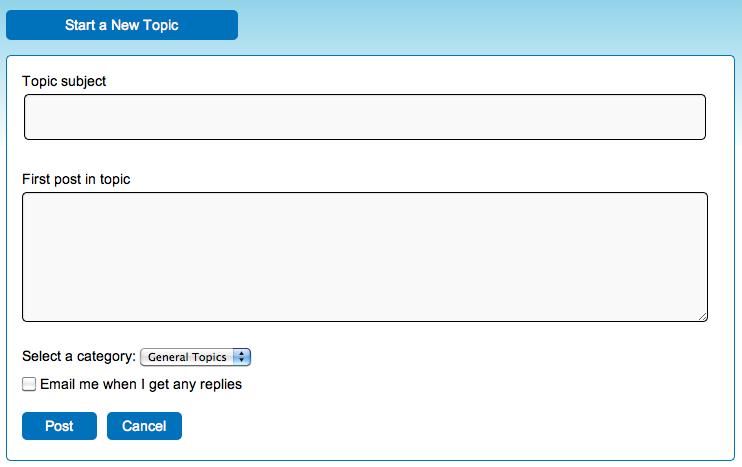 Start a New Topic
Topic subject
First post in topic
Select a category: General Topics
Email me when I get any replies
Post Cancel